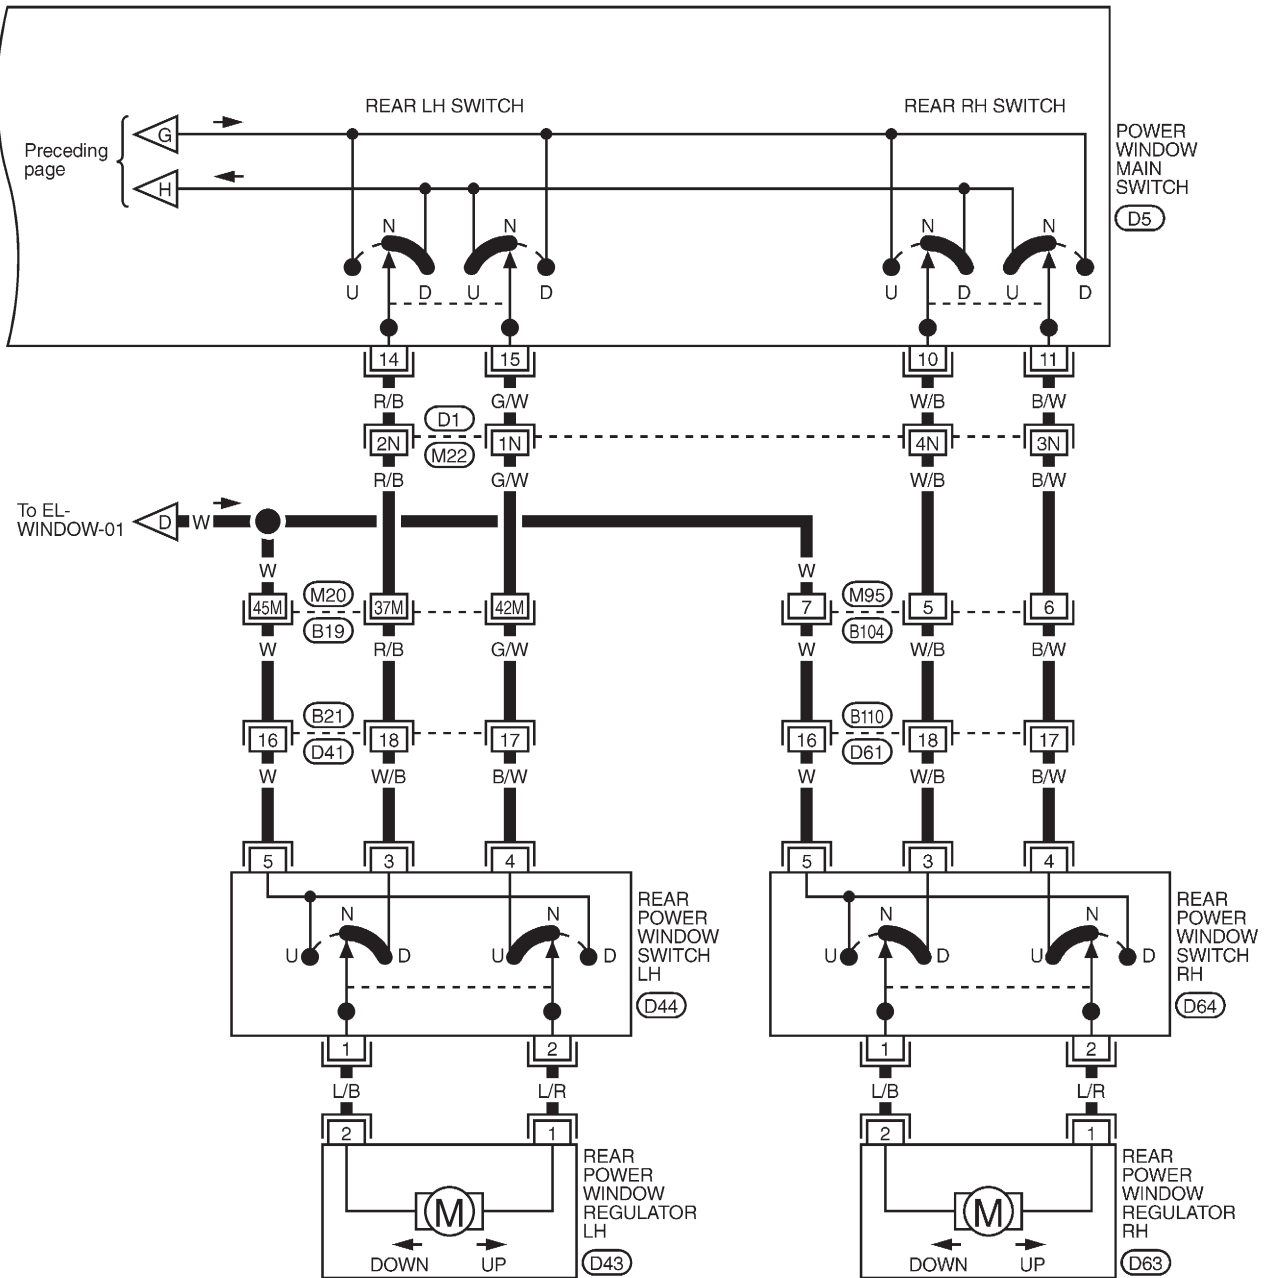 REAR LH SWITCH
REAR RH SWITCH
G
H
Preceding
page
POWER
WINDOW
MAIN
SWITCH
D5
N N N N
U D U D U D U D
14 15 10 11
R/B G/W W/B B/W
D1
2N 1N 4N 3N
M22
R/B G/W W/B B/W
To EL-
WINDOW-01
D W
W W
M20 M95
45M 37M 42M 7 5 6
B19 B104
W R/B G/W W W/B B/W
B21 B110
16 18 17 16 18 17
D41 D61
W W/B B/W W W/B B/W
5 3 4 5 3 4
N N N N
U D U D U D U D
REAR
POWER
WINDOW
SWITCH
LH
D44
REAR
POWER
WINDOW
SWITCH
RH
D64
1 2 1 2
L/B L/R L/B L/R
2 1 2 1
M
DOWN UP
REAR
POWER
WINDOW
REGULATOR
LH
D43
M
DOWN UP
REAR
POWER
WINDOW
REGULATOR
RH
D63